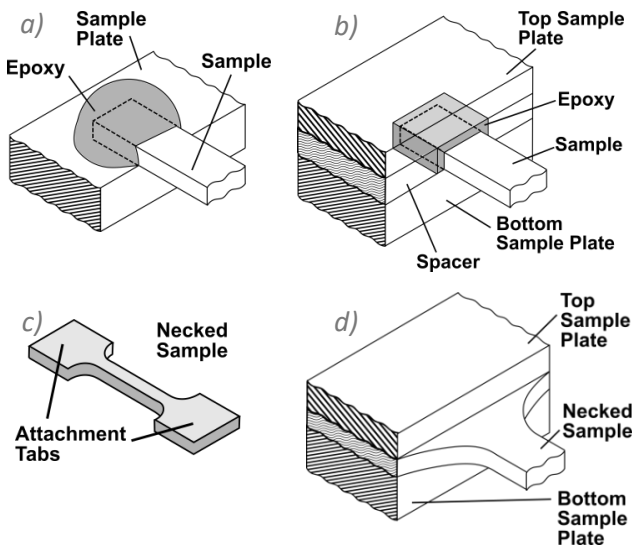 a)
Sample
Plate
Epoxy
Sample
b)
Top Sample
Plate
Epoxy
Sample
Bottom
Sample Plate
Spacer
c)
Necked
Sample
Attachment
Tabs
d)
Top
Sample
Plate
Necked
Sample
Bottom
Sample
Plate